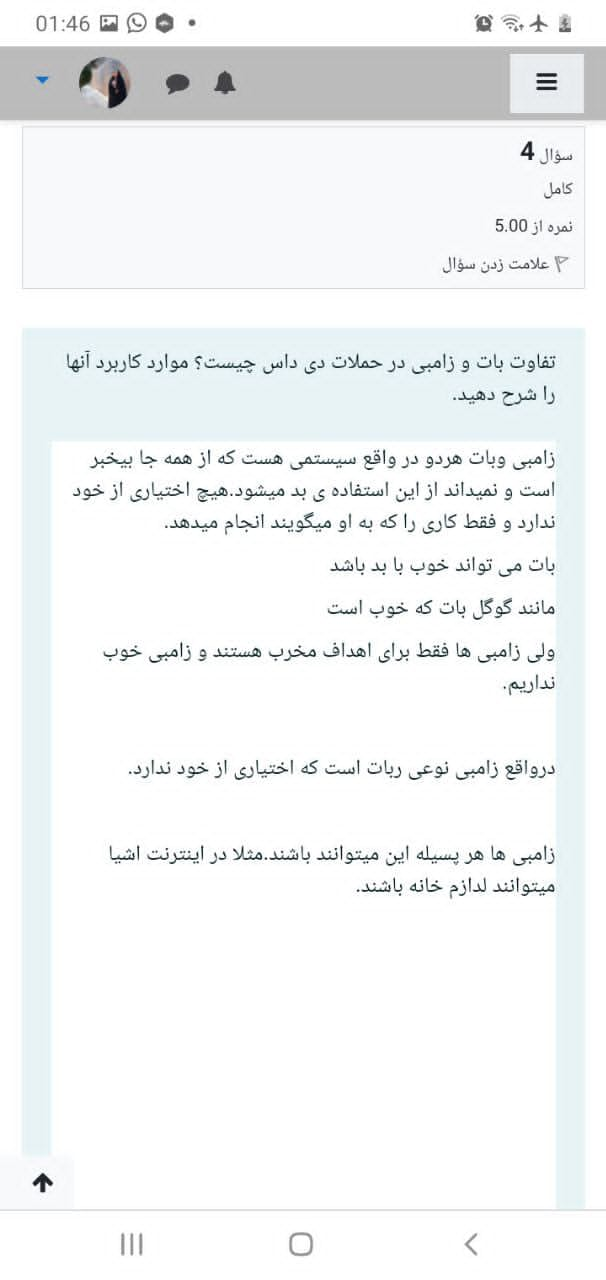 01:46
سؤال 4
کامل
نمره از 5.00
علامت زدن سؤال
تفاوت بات و زامبی در حملات دی داس چیست؟ موارد کاربرد آنها
را شرح دهید.
زامبی وبات هردو در واقع سیستمی هست که از همه جا بیخبر
است و نمیداند از این استفاده ی بد میشود.هیچ اختیاری از خود
ندارد و فقط کاری را که به او میگویند انجام میدهد.
بات می تواند خوب با بد باشد
مانند گوگل بات که خوب است
ولی زامبی ها فقط برای اهداف مخرب هستند و زامبی خوب
نداریم.
درواقع زامبی نوعی ربات است که اختیاری از خود ندارد.
زامبی ها هر پسیله این میتوانند باشند.مثلا در اینترنت اشیا
میتوانند لدازم خانه باشند.